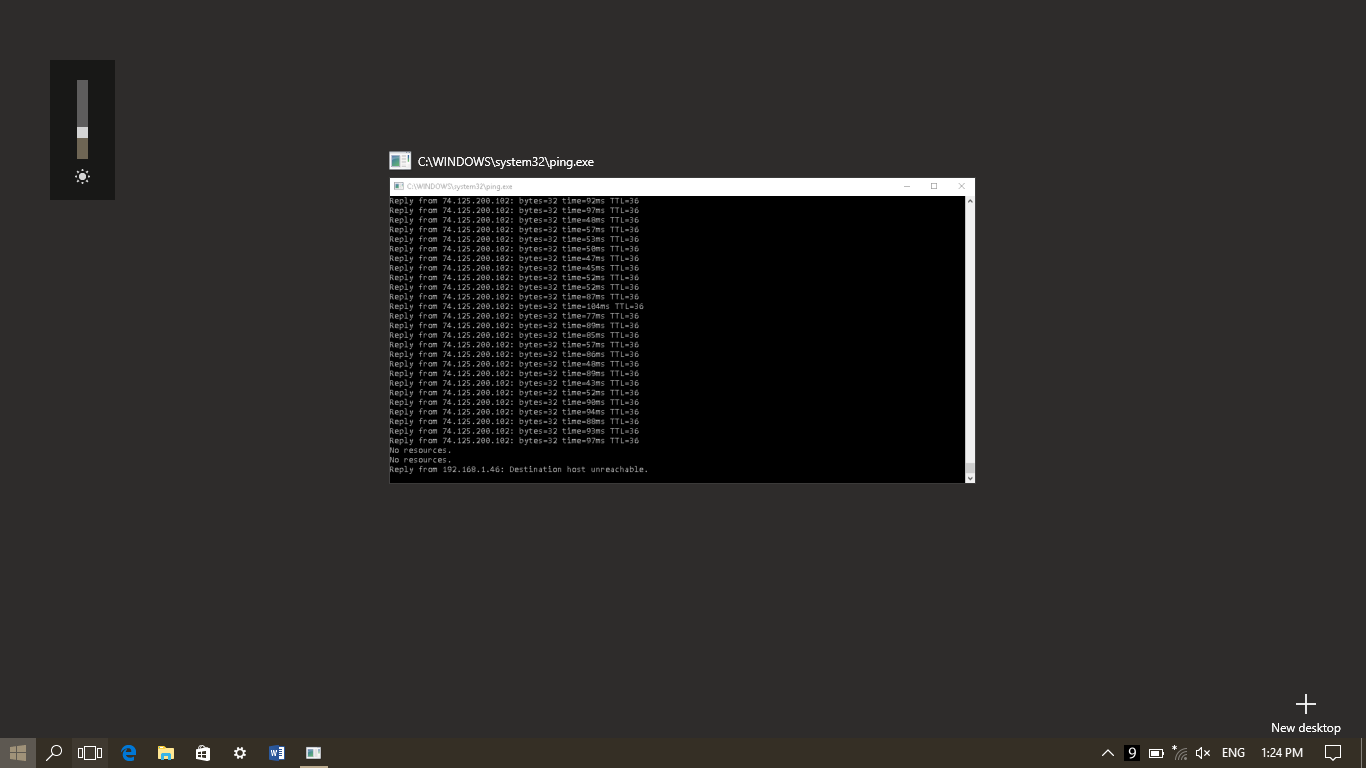 C:\WINDOWS\system32\ping.exe
C:\WINDOWS\system32\ping.exe
Reply from 74.125.200.102: bytes=32 time=92ms TTL=36
Reply from 74.125.200.102: bytes=32 time=97ms TTL=36
Reply from 74.125.200.102: bytes=32 time=48ms TTL=36
Reply from 74.125.200.102: bytes=32 time=57ms TTL=36
Reply from 74.125.200.102: bytes=32 time=53ms TTL=36
Reply from 74.125.200.102: bytes=32 time=50ms TTL=36
Reply from 74.125.200.102: bytes=32 time=47ms TTL=36
Reply from 74.125.200.102: bytes=32 time=45ms TTL=36
Reply from 74.125.200.102: bytes=32 time=52ms TTL=36
Reply from 74.125.200.102: bytes=32 time=52ms TTL=36
Reply from 74.125.200.102: bytes=32 time=87ms TTL=36
Reply from 74.125.200.102: bytes=32 time=104ms TTL=36
Reply from 74.125.200.102: bytes=32 time=77ms TTL=36
Reply from 74.125.200.102: bytes=32 time=89ms TTL=36
Reply from 74.125.200.102: bytes=32 time=85ms TTL=36
Reply from 74.125.200.102: bytes=32 time=57ms TTL=36
Reply from 74.125.200.102: bytes=32 time=86ms TTL=36
Reply from 74.125.200.102: bytes=32 time=48ms TTL=36
Reply from 74.125.200.102: bytes=32 time=89ms TTL=36
Reply from 74.125.200.102: bytes=32 time=43ms TTL=36
Reply from 74.125.200.102: bytes=32 time=52ms TTL=36
Reply from 74.125.200.102: bytes=32 time=90ms TTL=36
Reply from 74.125.200.102: bytes=32 time=94ms TTL=36
Reply from 74.125.200.102: bytes=32 time=88ms TTL=36
Reply from 74.125.200.102: bytes=32 time=93ms TTL=36
Reply from 74.125.200.102: bytes=32 time=97ms TTL=36
No resources.
No resources.
Reply from 192.168.1.46: Destination host unreachable.
New desktop
9 ENG 1:24 PM